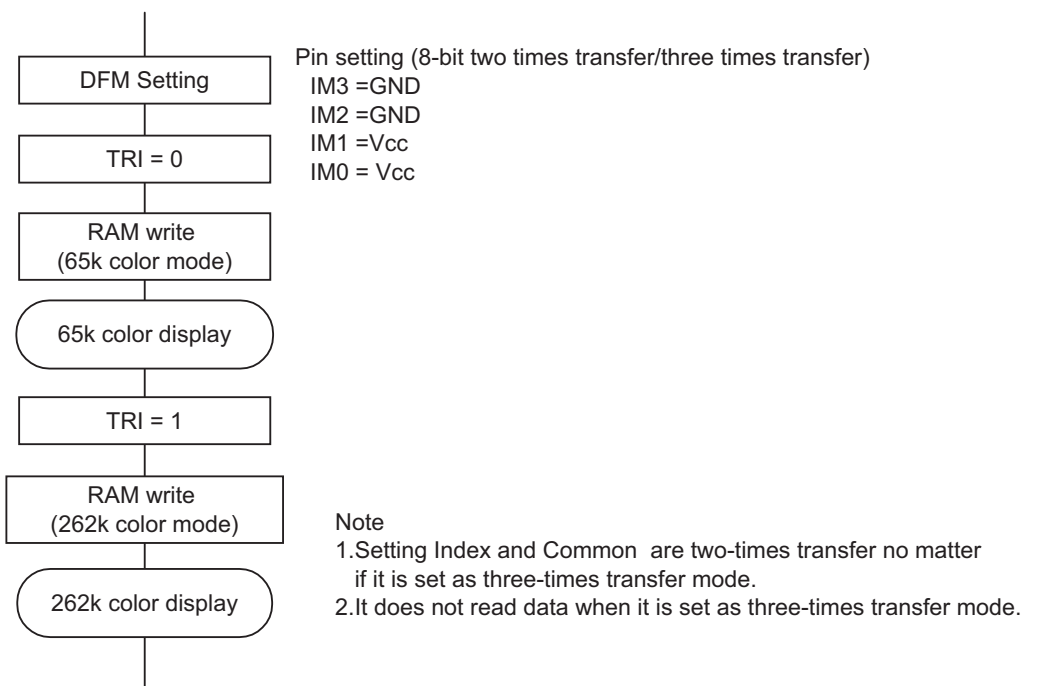 DFM Setting
Pin setting (8-bit two times transfer/three times transfer)
IM3 =GND
IM2 =GND
IM1 =Vcc
IM0 = Vcc
TRI = 0
RAM write
(65k color mode)
65k color display
TRI = 1
RAM write
(262k color mode)
262k color display
Note
1.Setting Index and Common  are two-times transfer no matter
if it is set as three-times transfer mode.
2.It does not read data when it is set as three-times transfer mode.